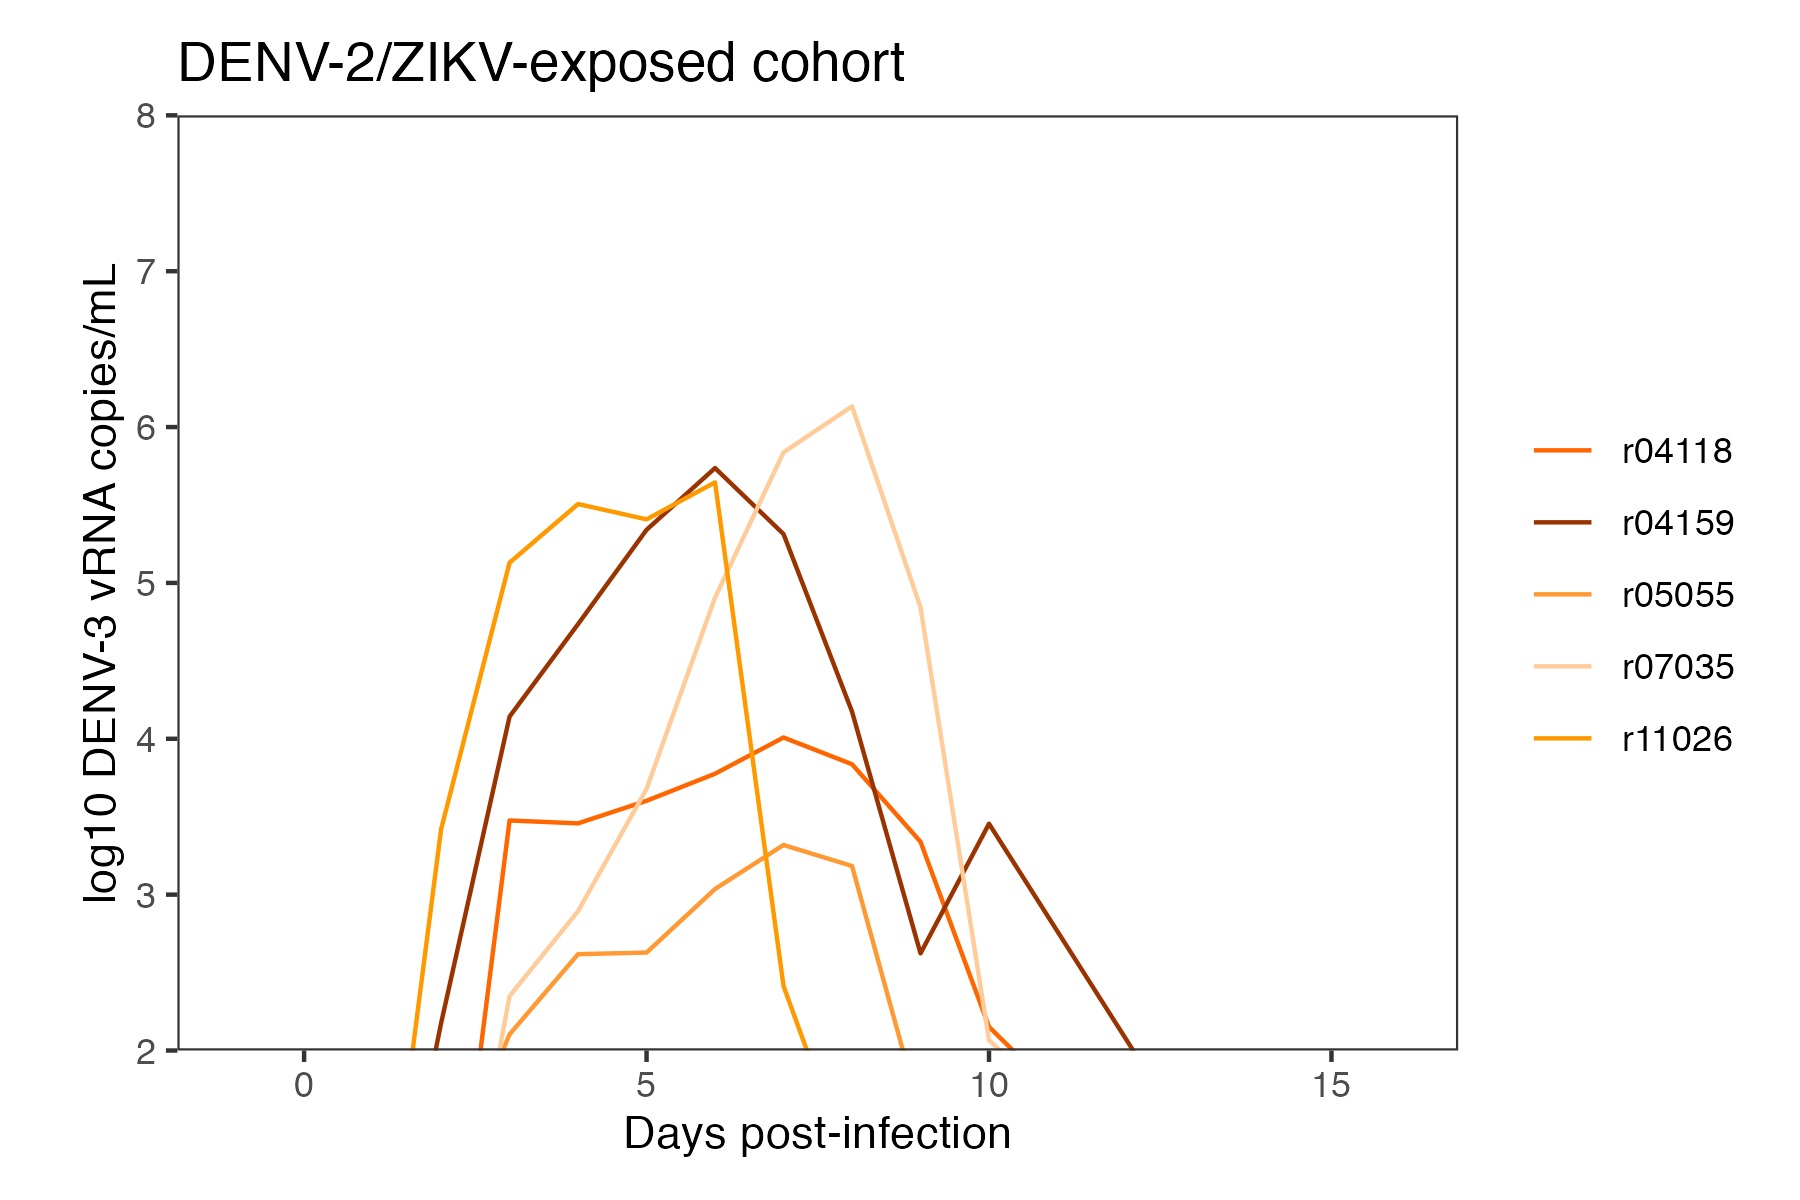 DENV-2/ZIKV-exposed cohort
log10 DENV-3 vRNA copies/mL
8
7
6
5
4
3
2
0 5 10 15
Days post-infection
r04118
r04159
r05055
r07035
r11026